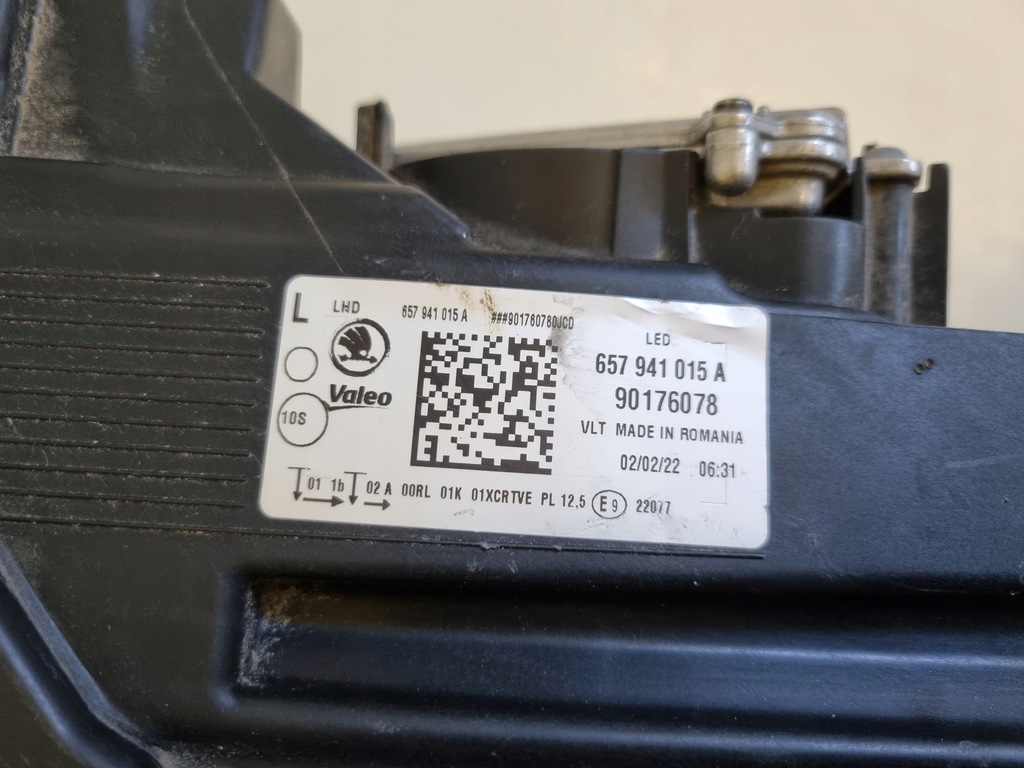 L LHD 657 941 015 A ###901760780JCD
LED
657 941 015 A
90176078
Valeo
10S
VLT MADE IN ROMANIA
02/02/22 06:31
01 1b 02 A 00RL 01K 01XCRTVE PL 12,5 E9 22077